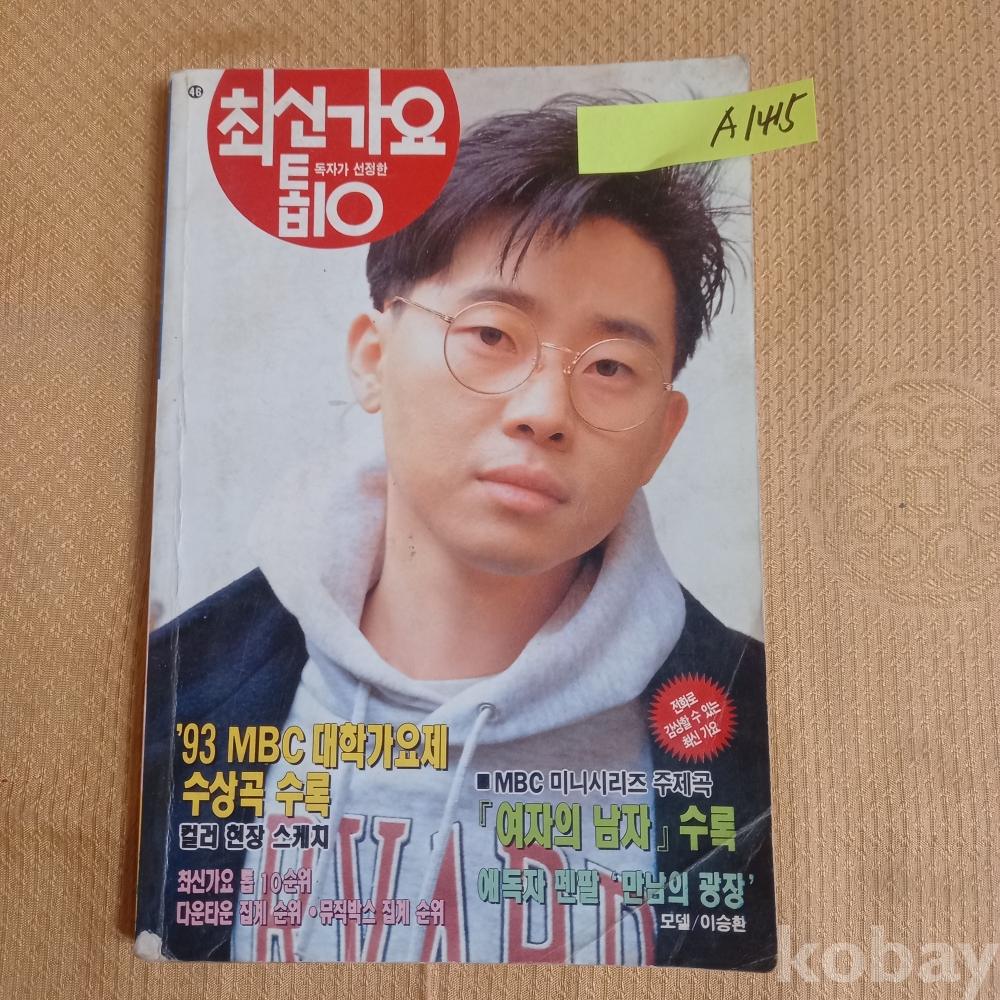 46
최신가요
독자가 선정한
톱10
A1415
전화로
감상할 수 있는
최신 가요
'93 MBC 대학가요제
수상곡 수록
컬러 현장 스케치
■MBC 미니시리즈 주제곡
『여자의 남자』수록
애독자 펜팔 '만남의 광장'
최신가요 톱 10순위
다운타운 집계 순위·뮤직박스 집계 순위
모델/이승환
RVARD
kobay